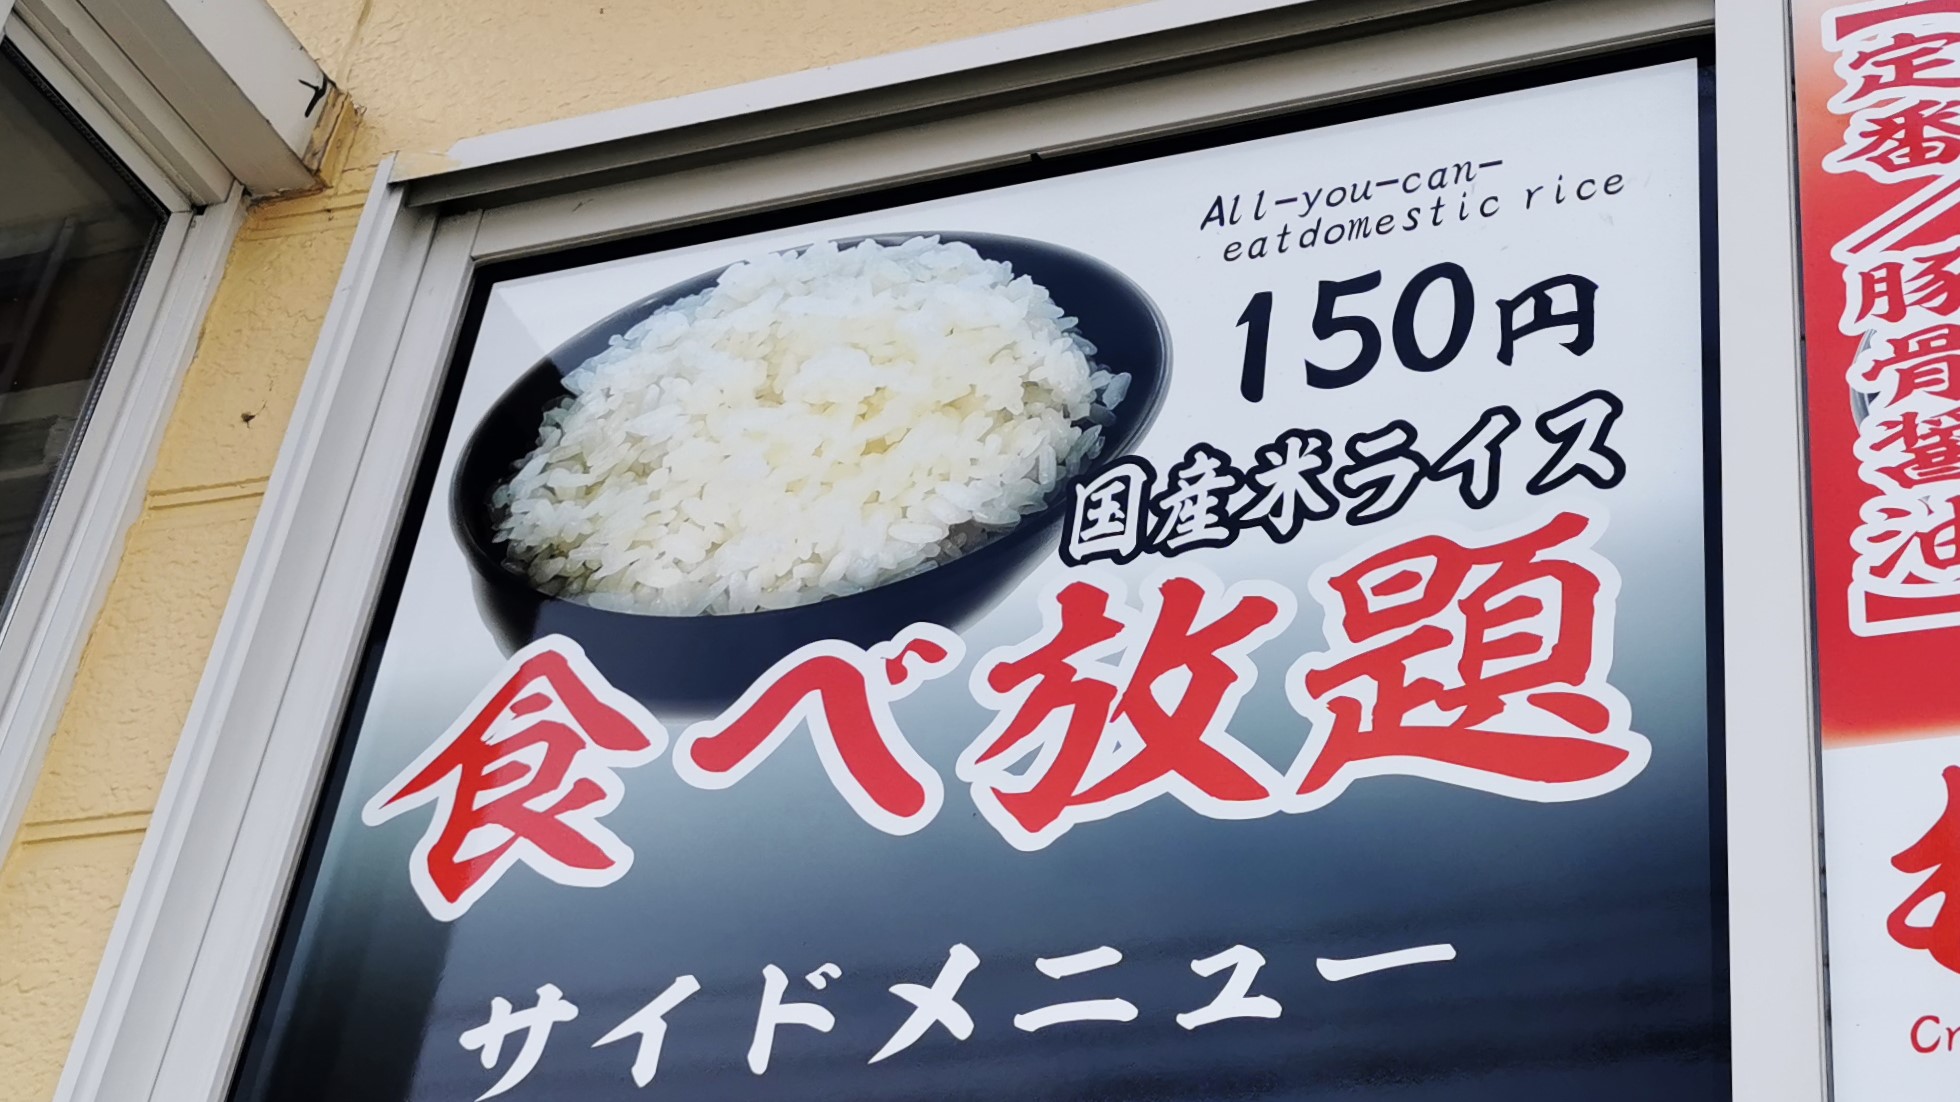 All-you-can-
eatdomestic rice
150円
国産米ライス
食べ放題
サイドメニュー
【定番/豚骨醤油】
Cr